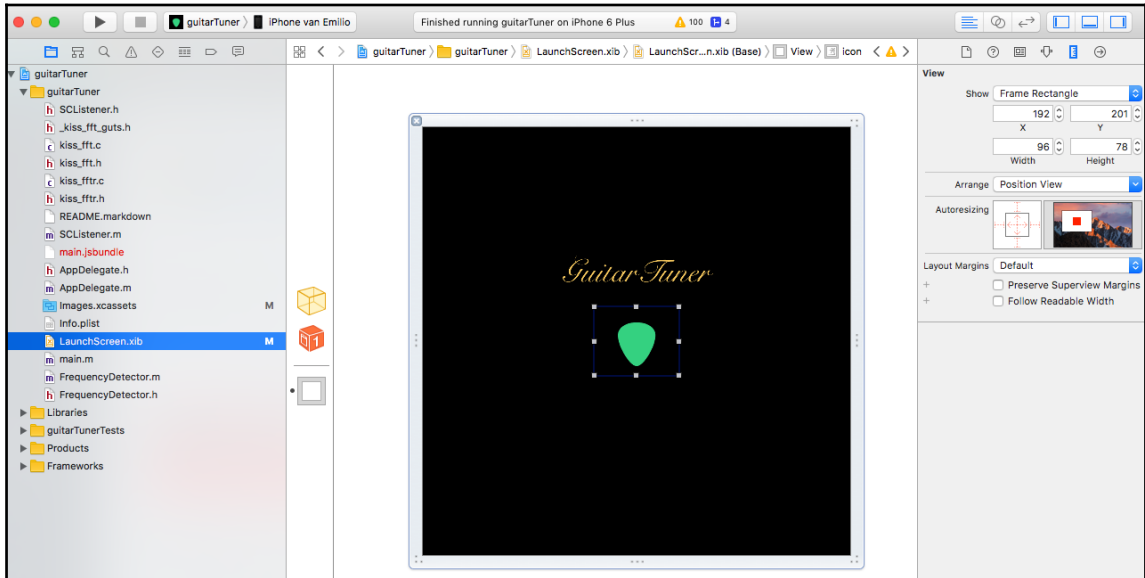 guitarTuner
iPhone van Emilio
Finished running guitarTuner on iPhone 6 Plus
100
4
guitarTuner
guitarTuner
LaunchScreen.xib
LaunchScr...n.xib (Base)
View
icon
guitarTuner
guitarTuner
h SCListener.h
h _kiss_fft_guts.h
c kiss_fft.c
h kiss_fft.h
c kiss_fftr.c
h kiss_fftr.h
README.markdown
m SCListener.m
main.jsbundle
h AppDelegate.h
m AppDelegate.m
Images.xcassets M
Info.plist
LaunchScreen.xib M
m main.m
m FrequencyDetector.m
h FrequencyDetector.h
Libraries
guitarTunerTests
Products
Frameworks
1
GuitarTuner
View
Show Frame Rectangle
192 201
X Y
96 78
Width Height
Arrange Position View
Autoresizing
Layout Margins Default
+ Preserve Superview Margins
+ Follow Readable Width